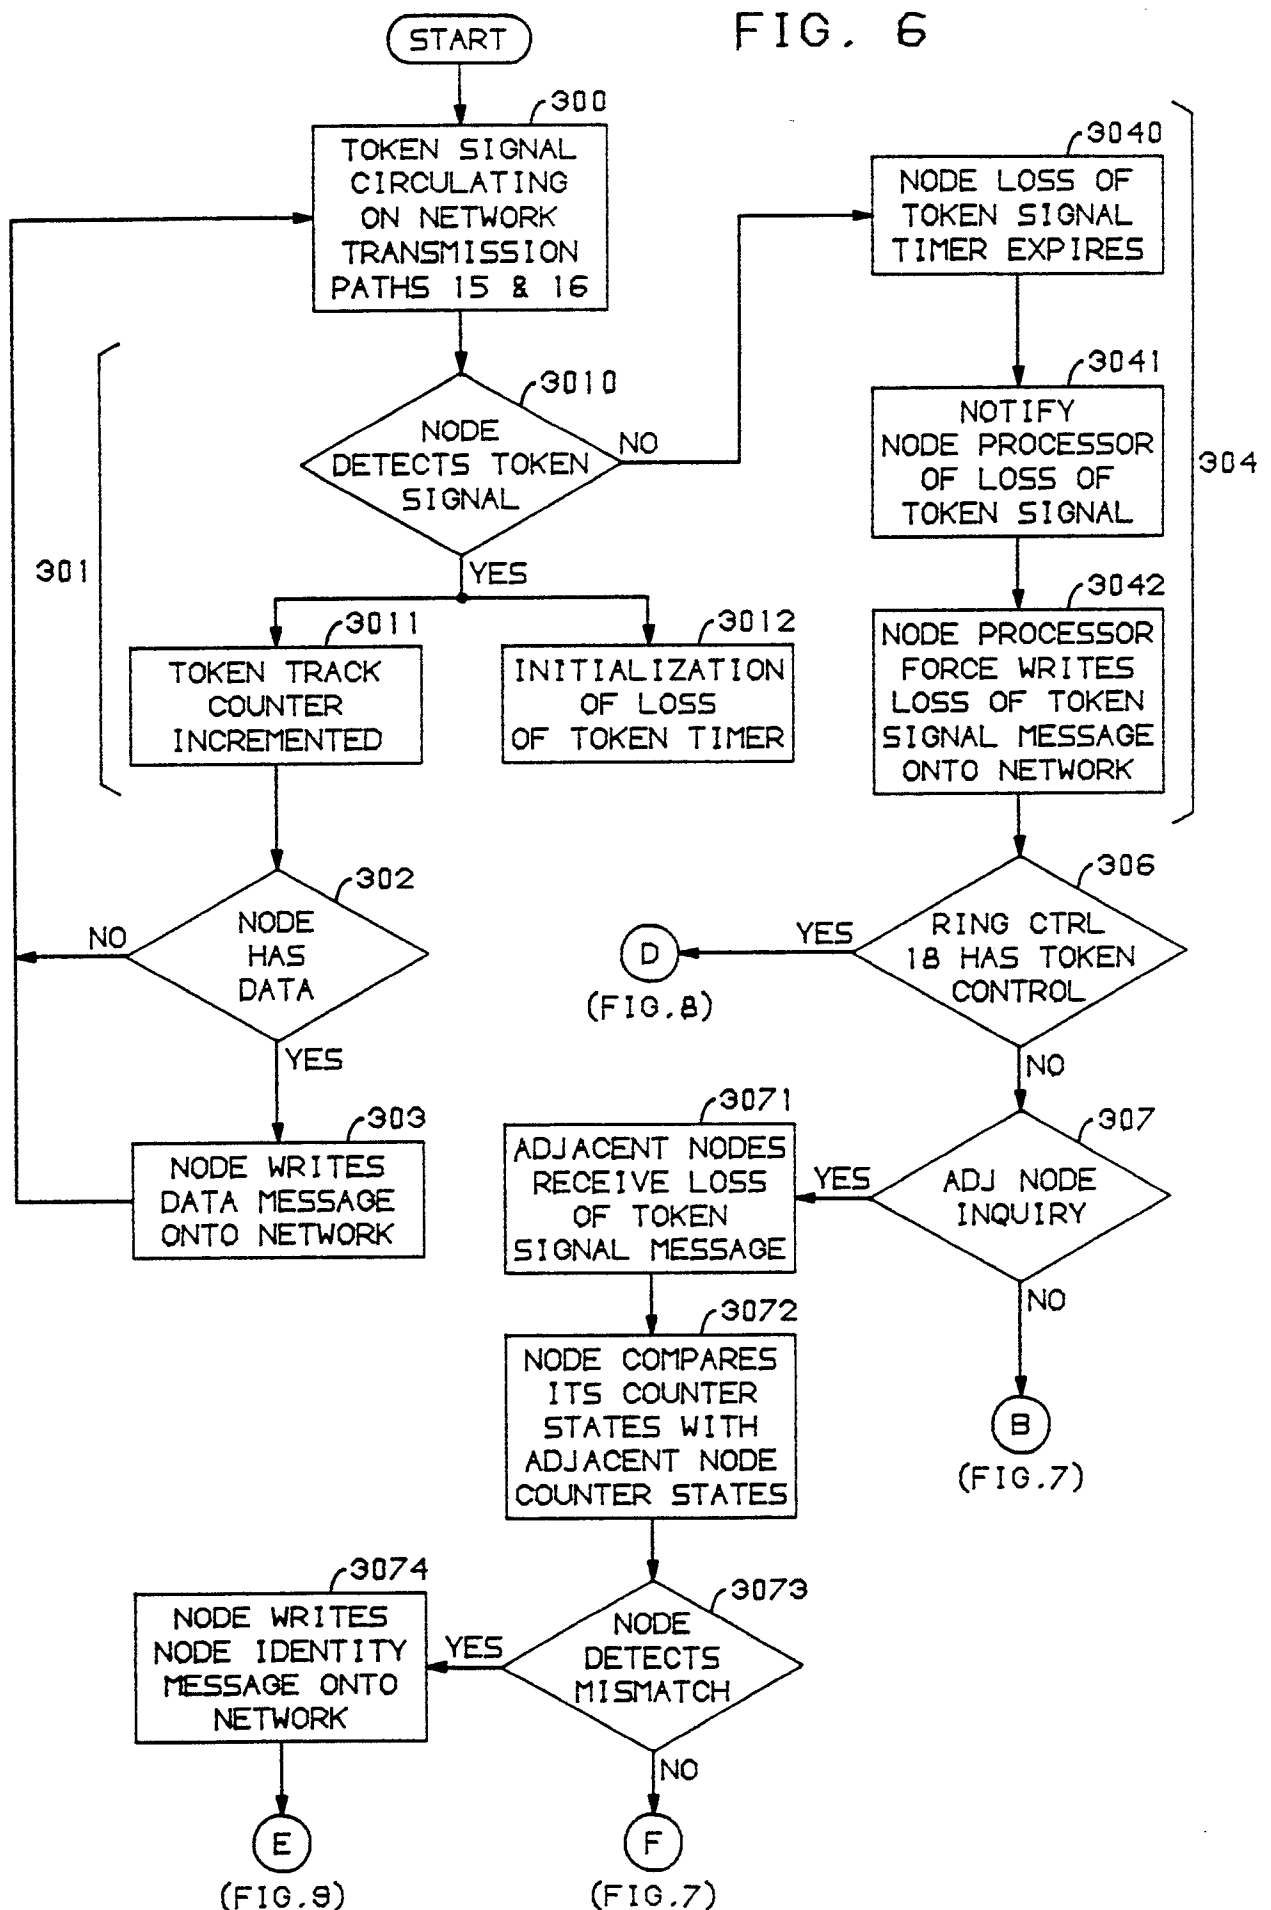 FIG. 6
START
300
TOKEN SIGNAL
CIRCULATING
ON NETWORK
TRANSMISSION
PATHS 15 & 16
3010
NODE
DETECTS TOKEN
SIGNAL
NO
YES
301
3011
TOKEN TRACK
COUNTER
INCREMENTED
3012
INITIALIZATION
OF LOSS
OF TOKEN TIMER
302
NODE
HAS
DATA
NO
YES
303
NODE WRITES
DATA MESSAGE
ONTO NETWORK
3040
NODE LOSS OF
TOKEN SIGNAL
TIMER EXPIRES
3041
NOTIFY
NODE PROCESSOR
OF LOSS OF
TOKEN SIGNAL
304
3042
NODE PROCESSOR
FORCE WRITES
LOSS OF TOKEN
SIGNAL MESSAGE
ONTO NETWORK
306
RING CTRL
18 HAS TOKEN
CONTROL
YES
D
(FIG.8)
NO
307
ADJ NODE
INQUIRY
YES
NO
B
(FIG.7)
3071
ADJACENT NODES
RECEIVE LOSS
OF TOKEN
SIGNAL MESSAGE
3072
NODE COMPARES
ITS COUNTER
STATES WITH
ADJACENT NODE
COUNTER STATES
3073
NODE
DETECTS
MISMATCH
YES
NO
3074
NODE WRITES
NODE IDENTITY
MESSAGE ONTO
NETWORK
E
(FIG.9)
F
(FIG.7)